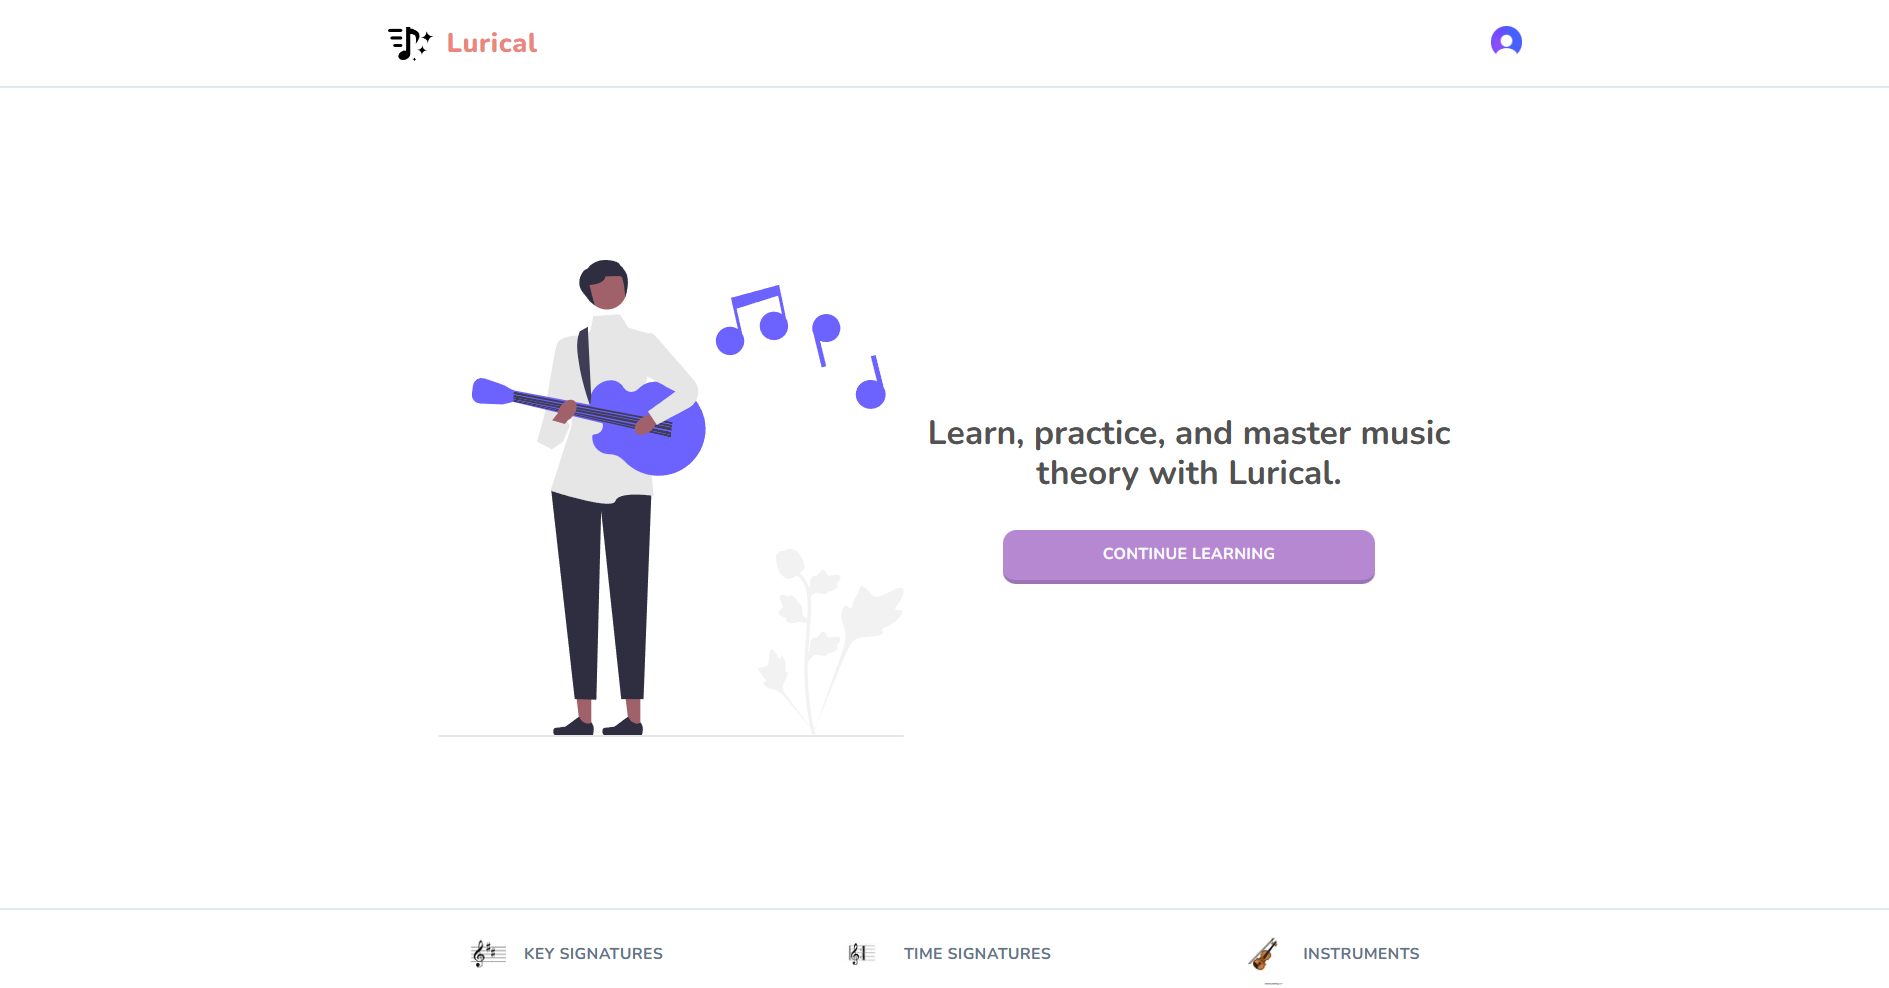 Lurical
Learn, practice, and master music
theory with Lurical.
CONTINUE LEARNING
KEY SIGNATURES
TIME SIGNATURES
INSTRUMENTS